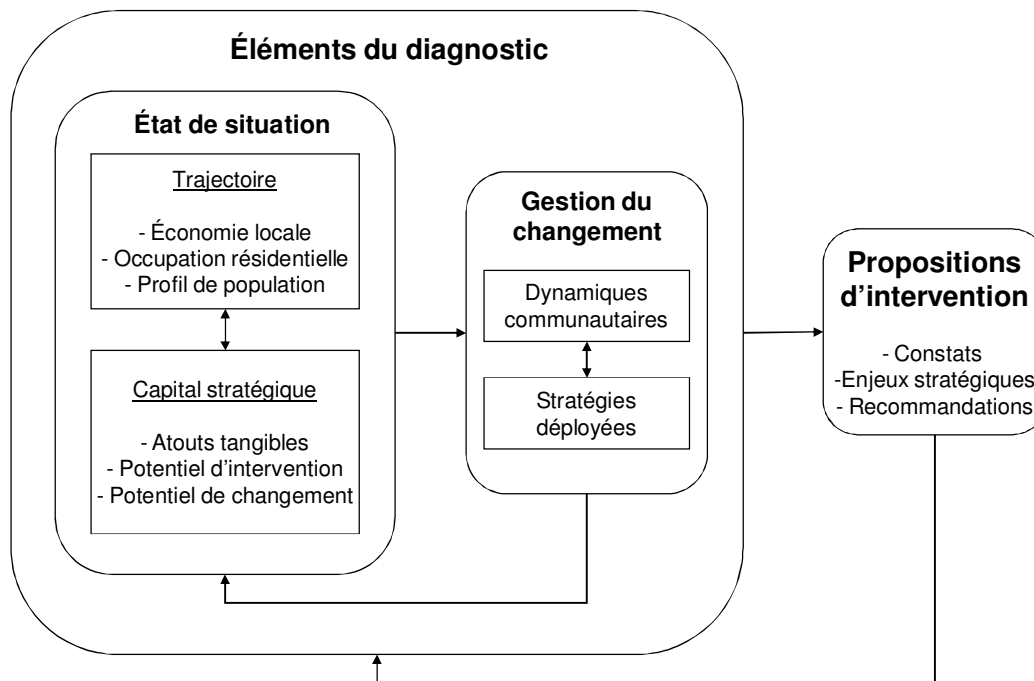 Éléments du diagnostic
État de situation
Trajectoire
- Économie locale
- Occupation résidentielle
- Profil de population
Capital stratégique
- Atouts tangibles
- Potentiel d’intervention
- Potentiel de changement
Gestion du
changement
Dynamiques
communautaires
Stratégies
déployées
Propositions
d’intervention
- Constats
-Enjeux stratégiques
- Recommandations